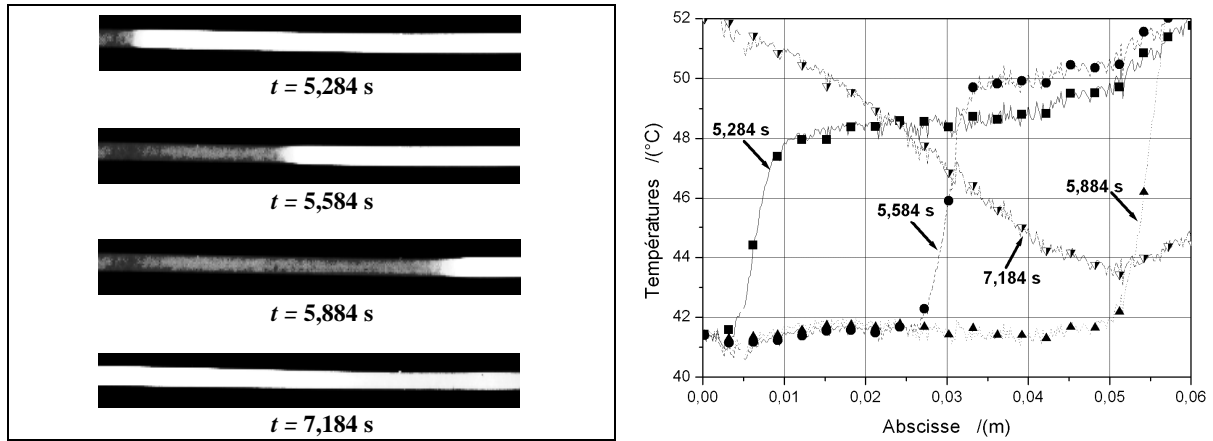 t = 5,284 s
t = 5,584 s
t = 5,884 s
t = 7,184 s
52
50
48
46
44
42
40
Températures /(°C)
5,284 s
5,584 s
5,884 s
7,184 s
0,00 0,01 0,02 0,03 0,04 0,05 0,06
Abscisse /(m)